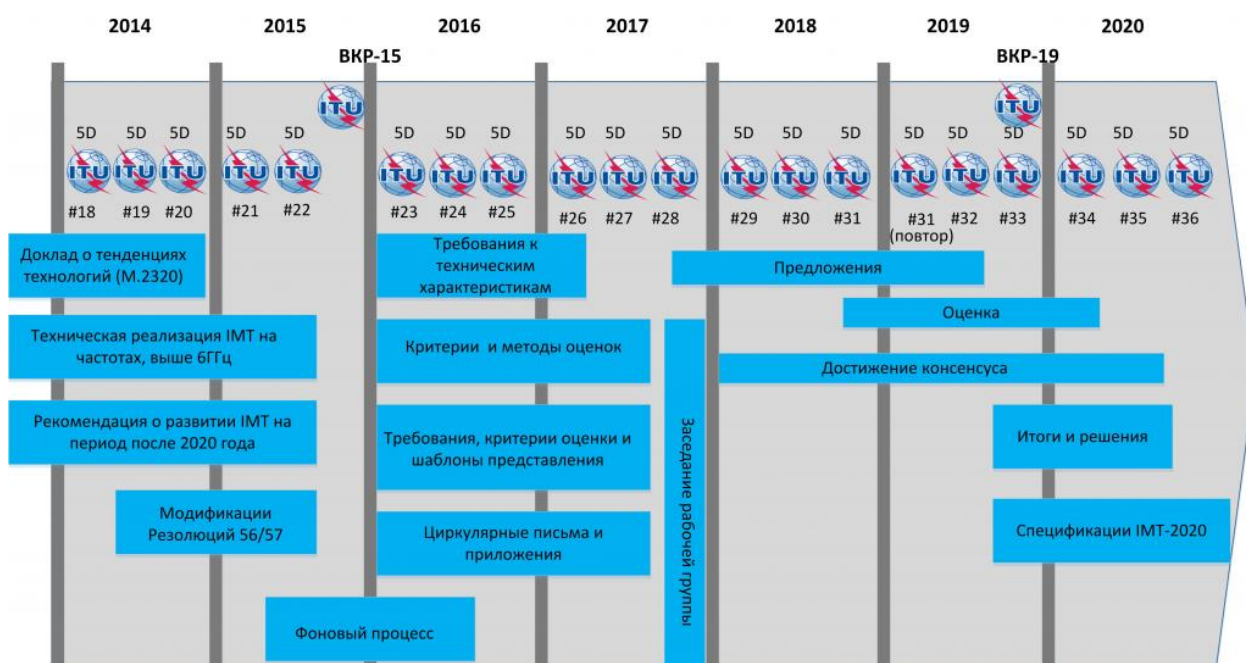 2014 2015 2016 2017 2018 2019 2020
ВКР-15 ВКР-19
ITU ITU
5D 5D 5D 5D 5D 5D 5D 5D 5D 5D 5D 5D 5D 5D 5D 5D 5D 5D 5D 5D
ITU ITU ITU ITU ITU ITU ITU ITU ITU ITU ITU ITU ITU ITU ITU ITU ITU ITU ITU ITU
#18 #19 #20 #21 #22 #23 #24 #25 #26 #27 #28 #29 #30 #31 #31 #32 #33 #34 #35 #36
(повтор)
Доклад о тенденциях
технологий (М.2320)
Техническая реализация IMT на
частотах, выше 6ГГц
Рекомендация о развитии IMT на
период после 2020 года
Модификации
Резолюций 56/57
Фоновый процесс
Требования к
техническим
характеристикам
Критерии и методы оценок
Требования, критерии оценки и
шаблоны представления
Циркулярные письма и
приложения
Заседание рабочей группы
Предложения
Оценка
Достижение консенсуса
Итоги и решения
Спецификации IMT-2020